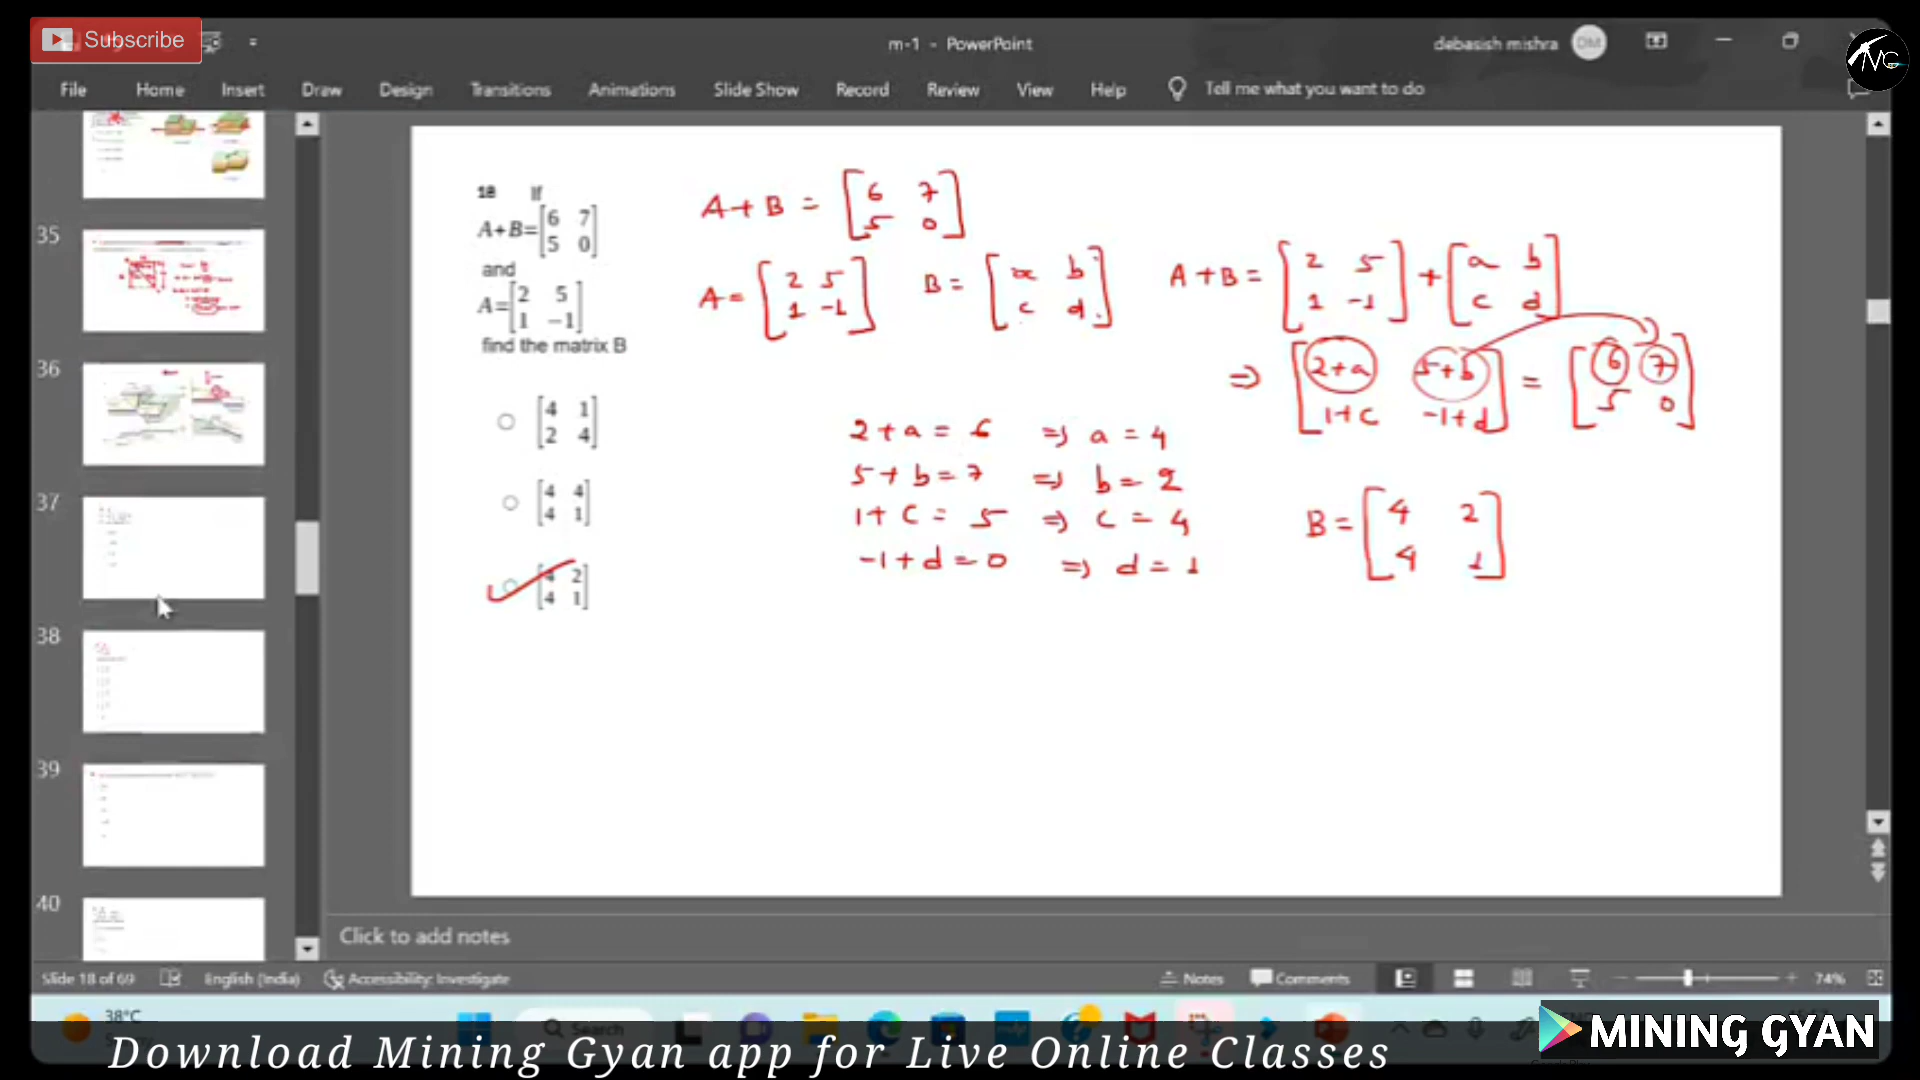 Subscribe
m-1 - PowerPoint
debasish mishra
DM
File Home Insert Draw Design Transitions Animations Slide Show Record Review View Help Tell me what you want to do
35
36
37
38
39
40
18 If
A+B=[6 7
5 0]
and
A=[2 5
1 −1]
find the matrix B
[4 1
2 4]
[4 4
4 1]
[4 2
4 1]
A+B = [6 7
5 0]
A = [2 5
1 -1]
B = [a b
c d]
A+B = [2 5
1 -1] + [a b
c d]
⇒ [2+a 5+b
1+c -1+d] = [6 7
5 0]
2+a = 6 ⇒ a = 4
5+b = 7 ⇒ b = 2
1+c = 5 ⇒ c = 4
-1+d = 0 ⇒ d = 1
B = [4 2
4 1]
Click to add notes
Slide 18 of 69 English (India) Accessibility: Investigate Notes Comments 74%
38°C
Search
MINING GYAN
Download Mining Gyan app for Live Online Classes